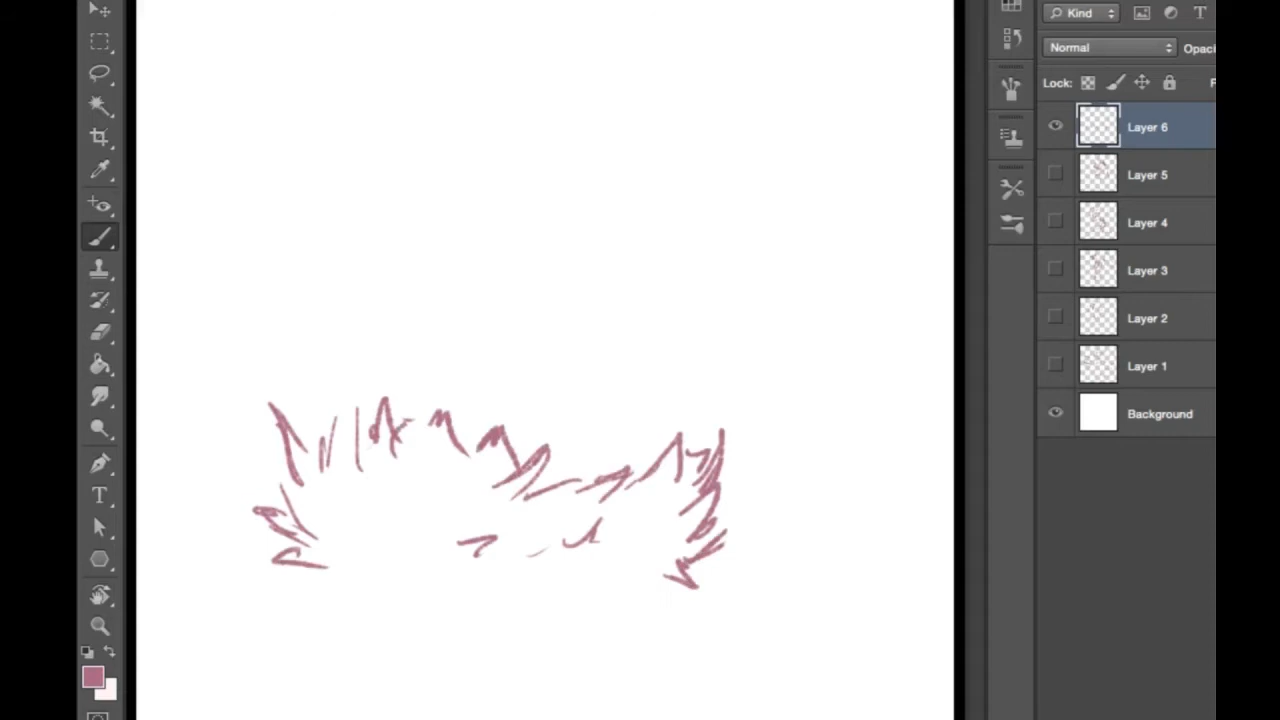 Kind
T
Normal
Opaci
Lock:
F
Layer 6
Layer 5
Layer 4
Layer 3
Layer 2
Layer 1
Background
T